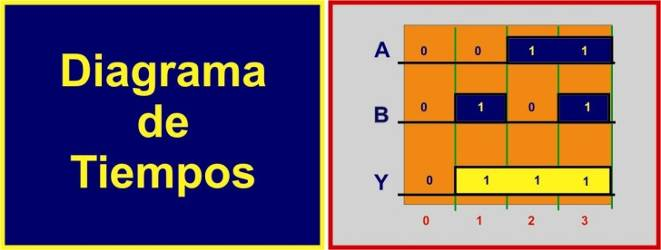 Diagrama
de
Tiempos
A 0 0 1 1
B 0 1 0 1
Y 0 1 1 1
0 1 2 3